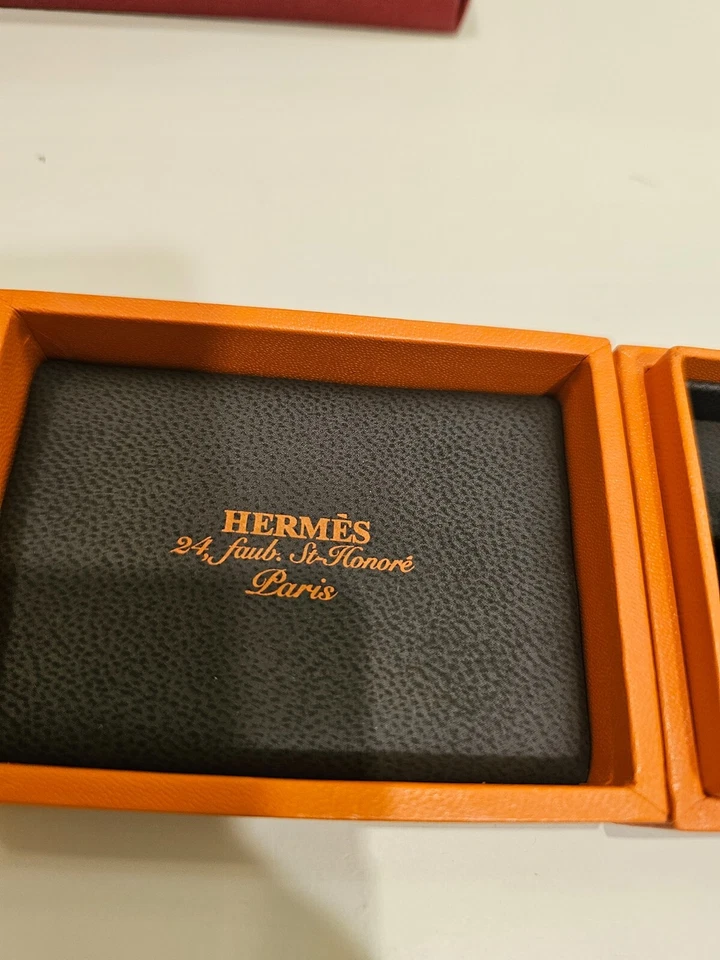 HERMÈS
24, faub. St-Honoré
Paris